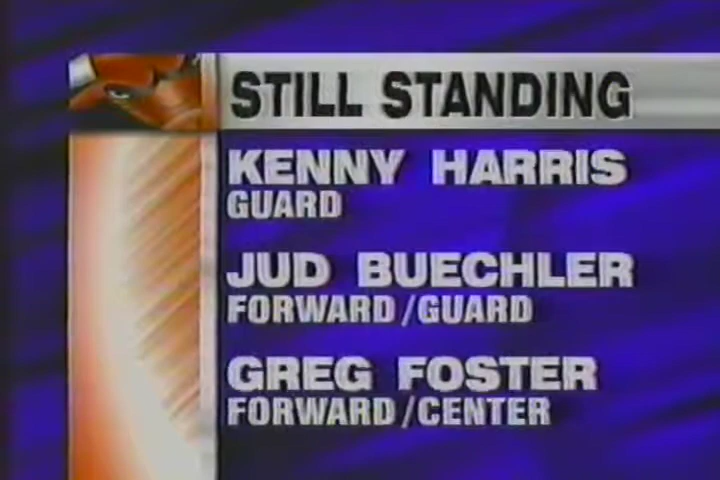 STILL STANDING
KENNY HARRIS
GUARD
JUD BUECHLER
FORWARD/GUARD
GREG FOSTER
FORWARD/CENTER